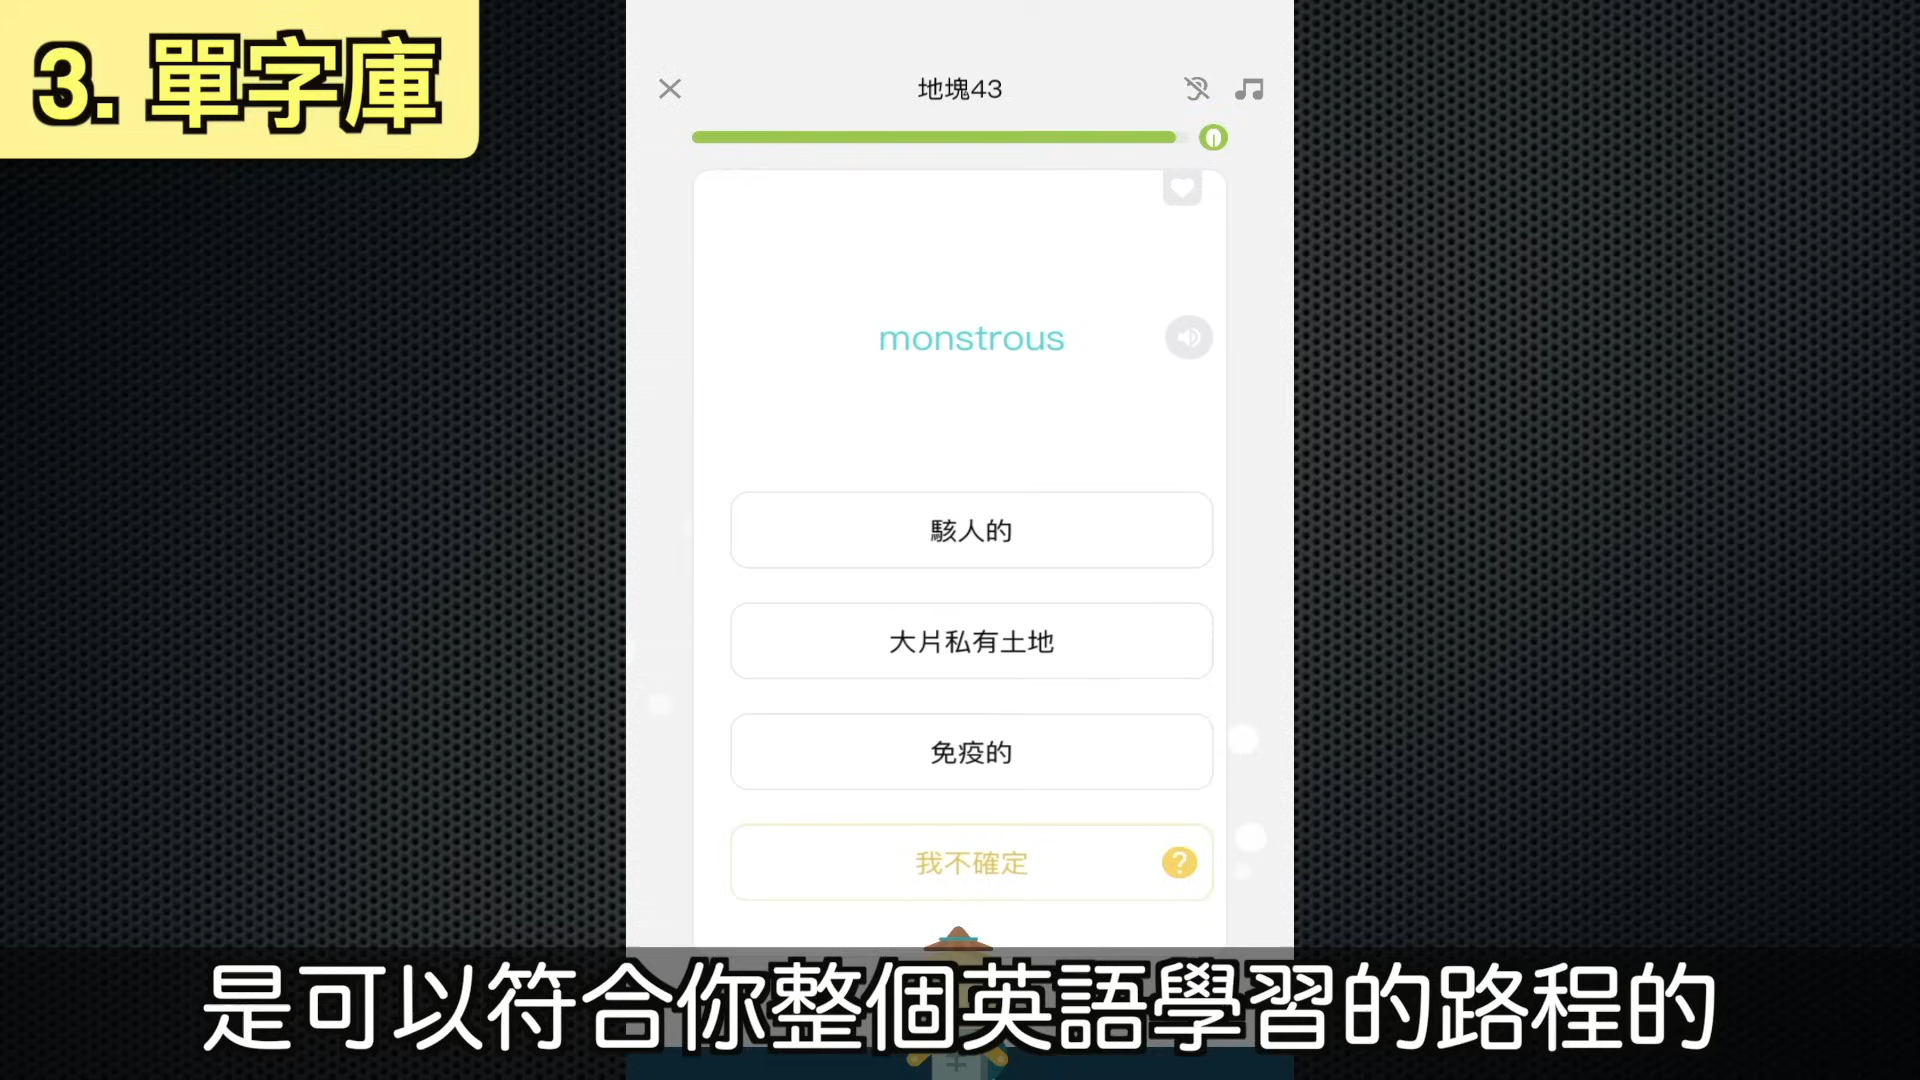 3. 單字庫
地塊43
monstrous
駭人的
大片私有土地
免疫的
我不確定
?
是可以符合你整個英語學習的路程的